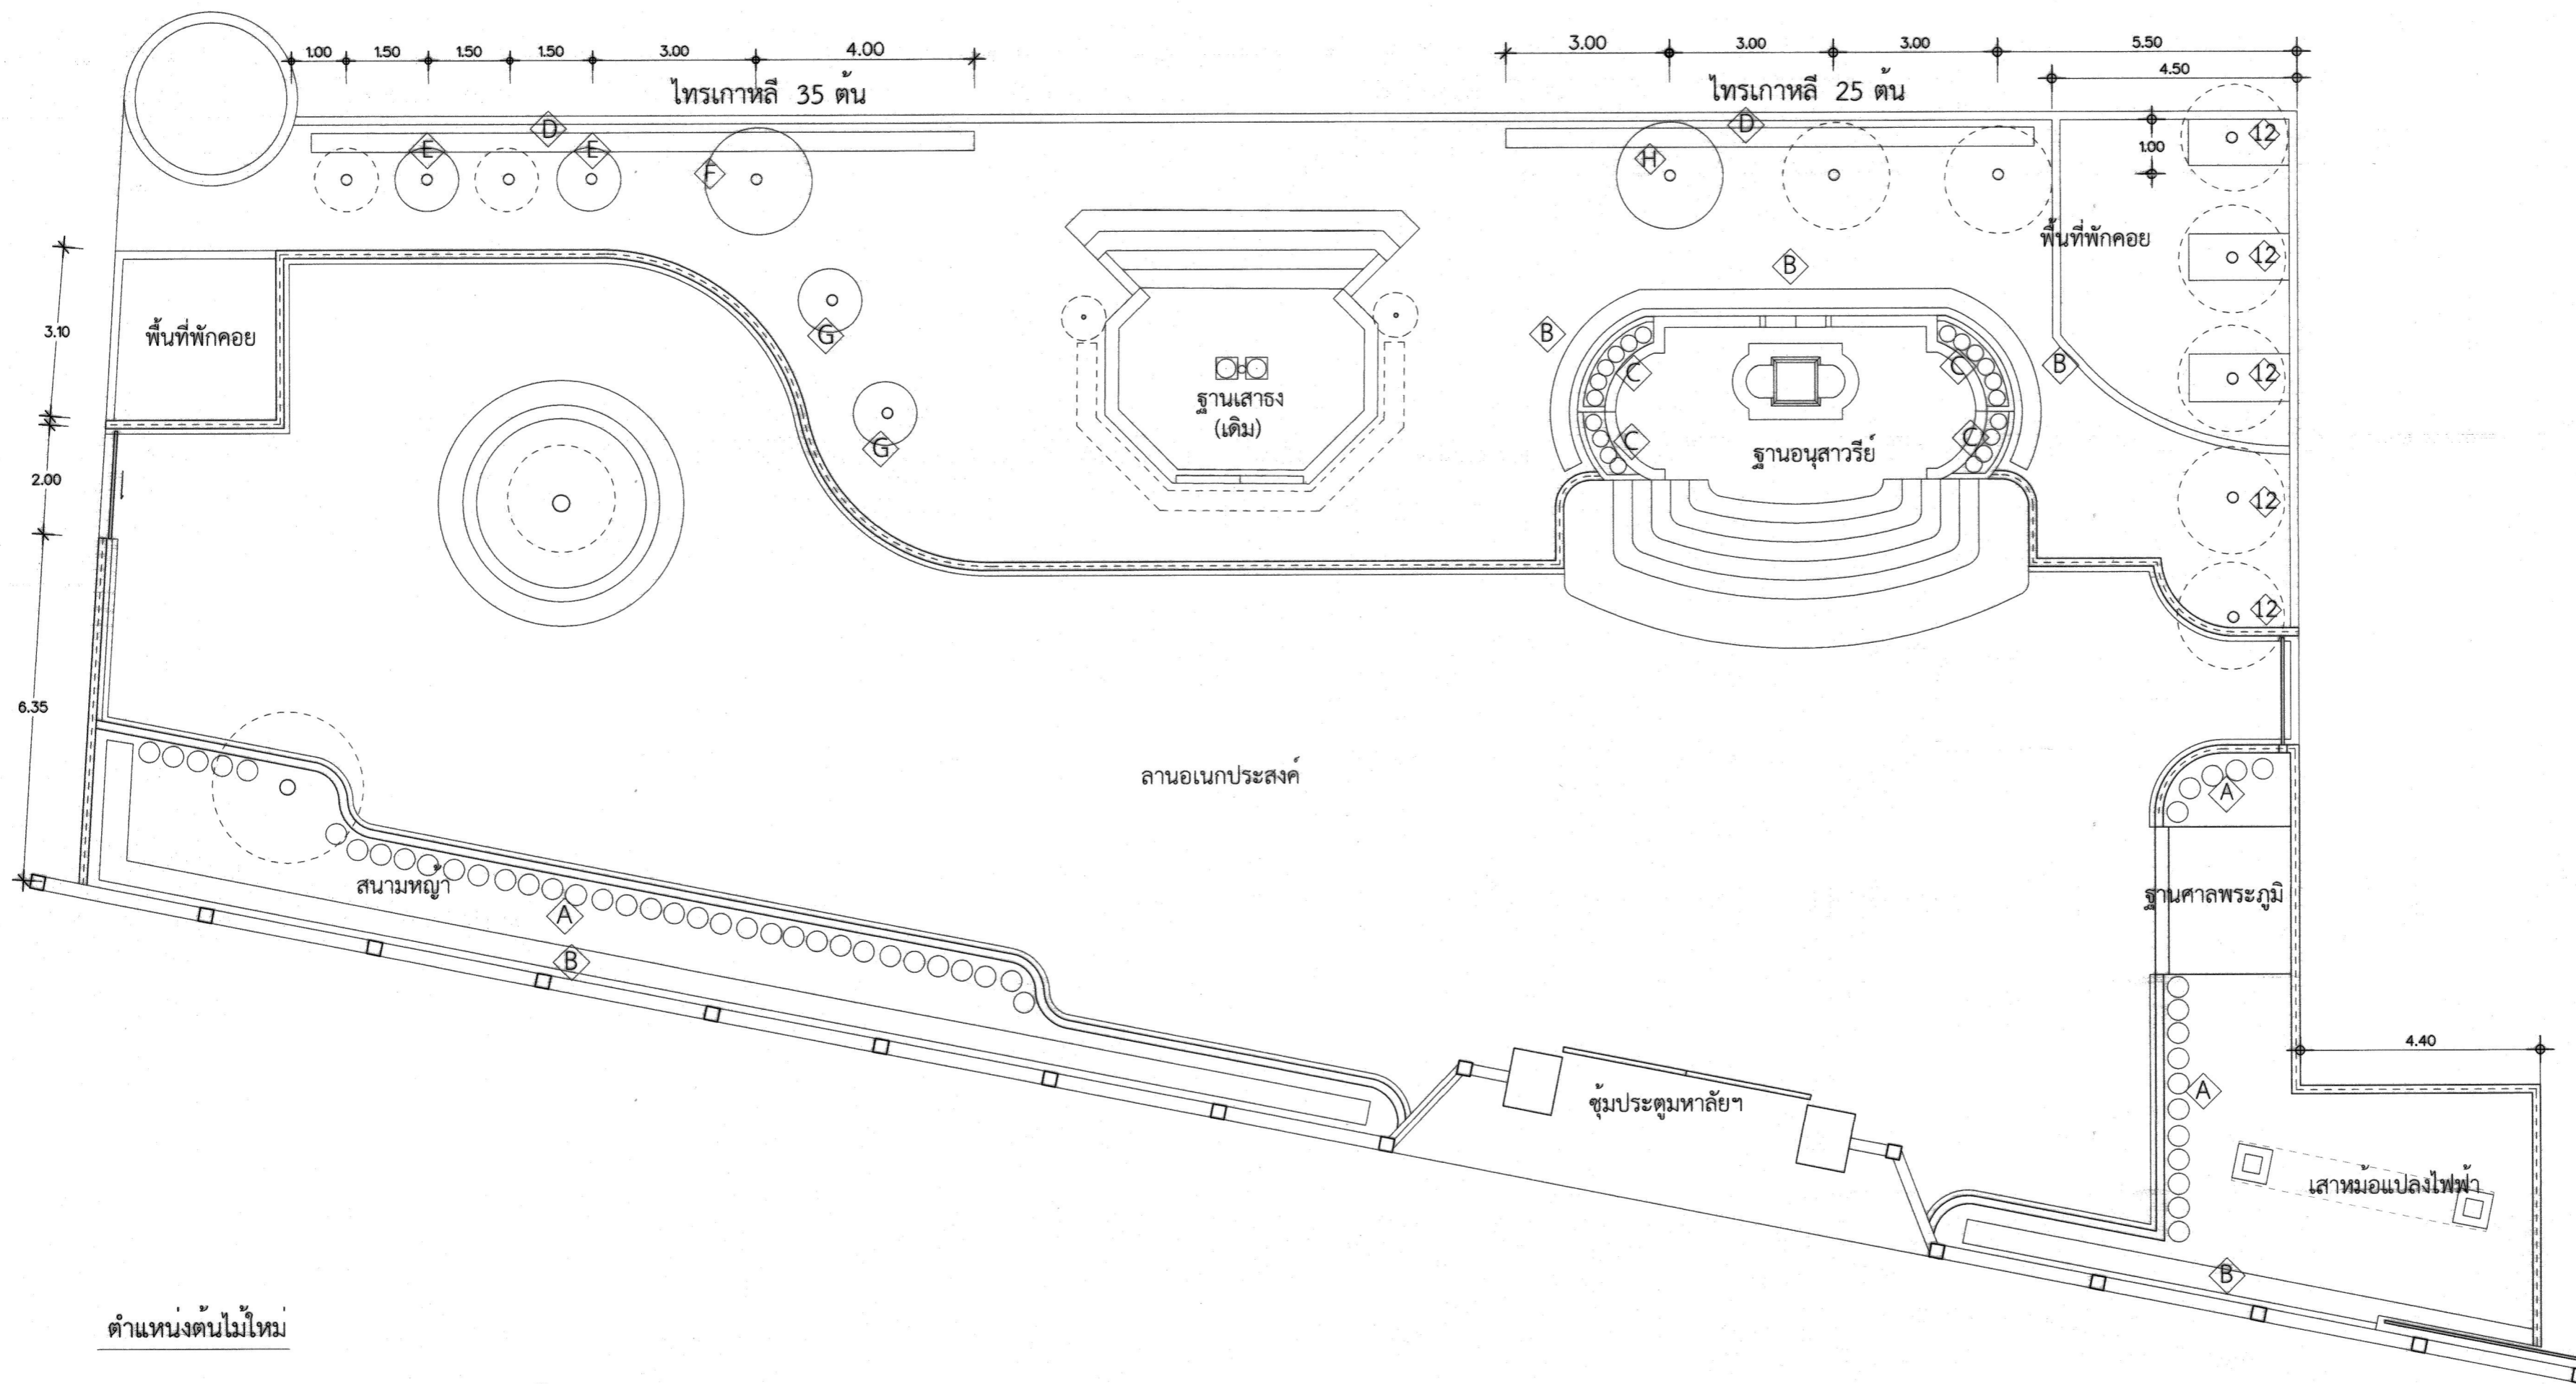 1.00 1.50 1.50 1.50 3.00 4.00
3.00 3.00 3.00 5.50
4.50
ไทรเกาหลี 35 ต้น
ไทรเกาหลี 25 ต้น
D
D
E E
F
H
12
1.00
พื้นที่พักคอย
12
B
3.10
พื้นที่พักคอย
G
B
B
C
C
12
ฐานเสาธง
(เดิม)
G
C
C
ฐานอนุสาวรีย์
2.00
12
12
6.35
ลานอเนกประสงค์
A
สนามหญ้า
A
B
ฐานศาลพระภูมิ
4.40
A
ซุ้มประตูมหาลัยฯ
เสาหม้อแปลงไฟฟ้า
B
ตำแหน่งต้นไม้ใหม่